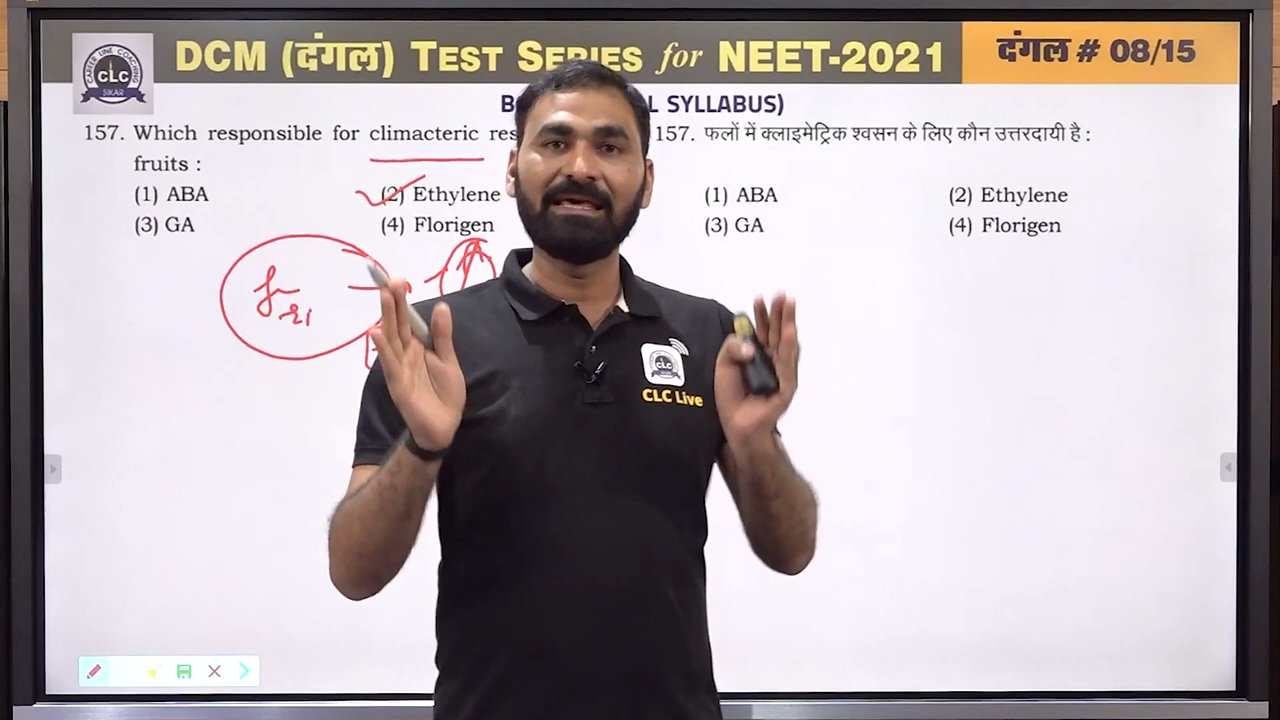 CAREER LINE COACHING
CLC
SIKAR
DCM (दंगल) TEST SERIES for NEET-2021
दंगल # 08/15
SYLLABUS)
157. Which responsible for climacteric
fruits :
(1) ABA
(2) Ethylene
(3) GA
(4) Florigen
157. फलों में क्लाइमेट्रिक श्वसन के लिए कौन उत्तरदायी है :
(1) ABA
(2) Ethylene
(3) GA
(4) Florigen
CLC
CLC Live